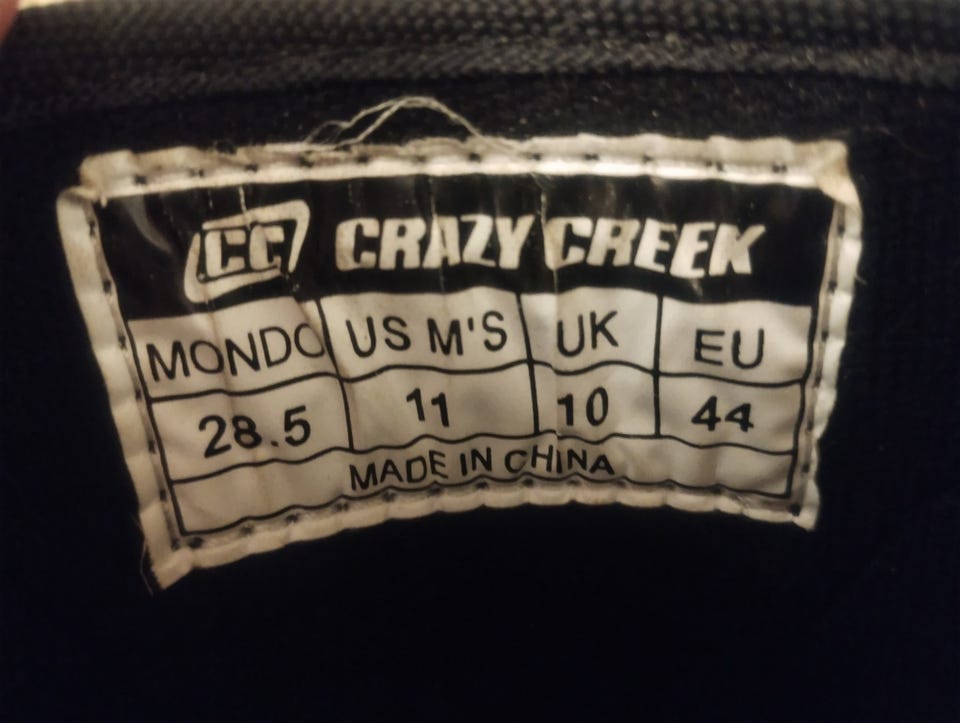 CC CRAZY CREEK
MONDO US M'S UK EU
28.5 11 10 44
MADE IN CHINA